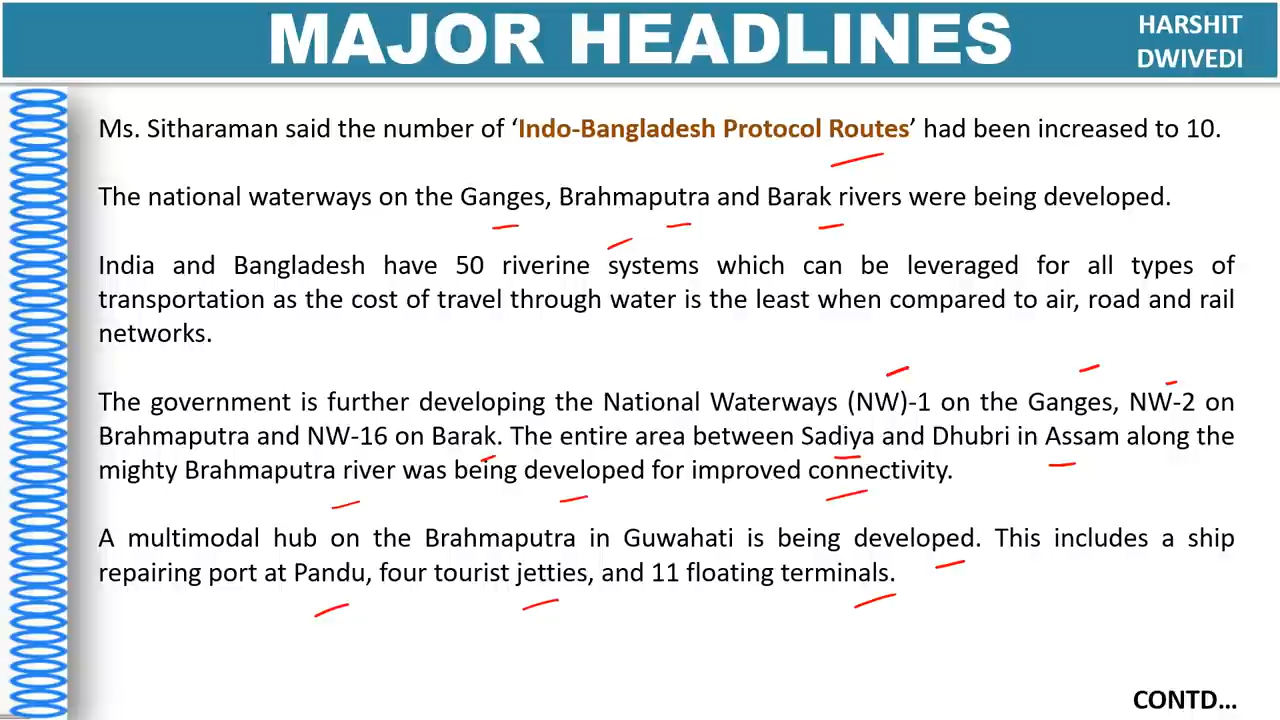 MAJOR HEADLINES
HARSHIT
DWIVEDI
Ms. Sitharaman said the number of ‘Indo-Bangladesh Protocol Routes’ had been increased to 10.
The national waterways on the Ganges, Brahmaputra and Barak rivers were being developed.
India and Bangladesh have 50 riverine systems which can be leveraged for all types of
transportation as the cost of travel through water is the least when compared to air, road and rail
networks.
The government is further developing the National Waterways (NW)-1 on the Ganges, NW-2 on
Brahmaputra and NW-16 on Barak. The entire area between Sadiya and Dhubri in Assam along the
mighty Brahmaputra river was being developed for improved connectivity.
A multimodal hub on the Brahmaputra in Guwahati is being developed. This includes a ship
repairing port at Pandu, four tourist jetties, and 11 floating terminals.
CONTD...